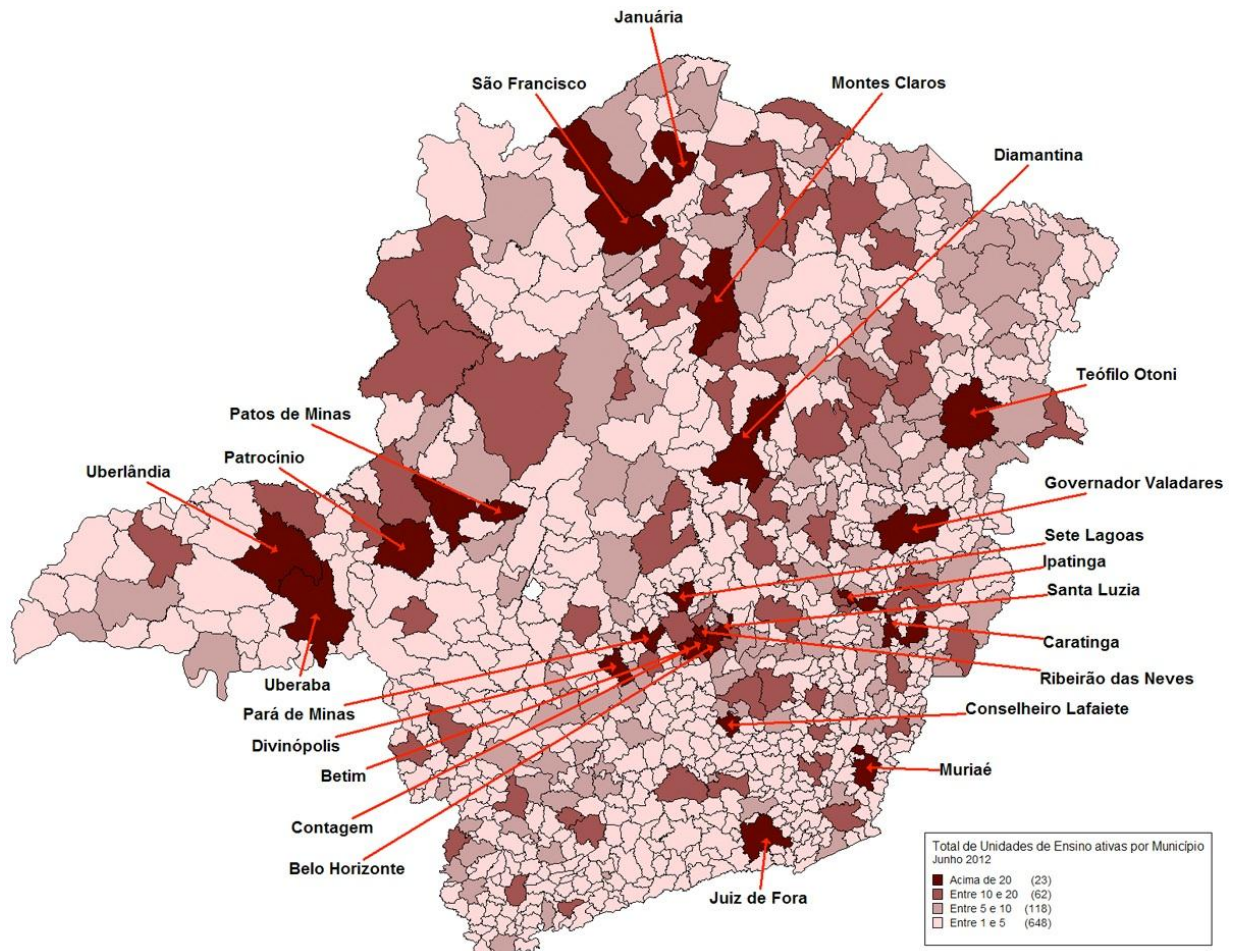 Januária
São Francisco
Montes Claros
Diamantina
Teófilo Otoni
Patos de Minas
Patrocínio
Uberlândia
Governador Valadares
Sete Lagoas
Ipatinga
Santa Luzia
Caratinga
Ribeirão das Neves
Uberaba
Pará de Minas
Conselheiro Lafaiete
Divinópolis
Betim
Muriaé
Contagem
Belo Horizonte
Juiz de Fora
Total de Unidades de Ensino ativas por Município
Junho 2012
Acima de 20 (23)
Entre 10 e 20 (62)
Entre 5 e 10 (118)
Entre 1 e 5 (648)